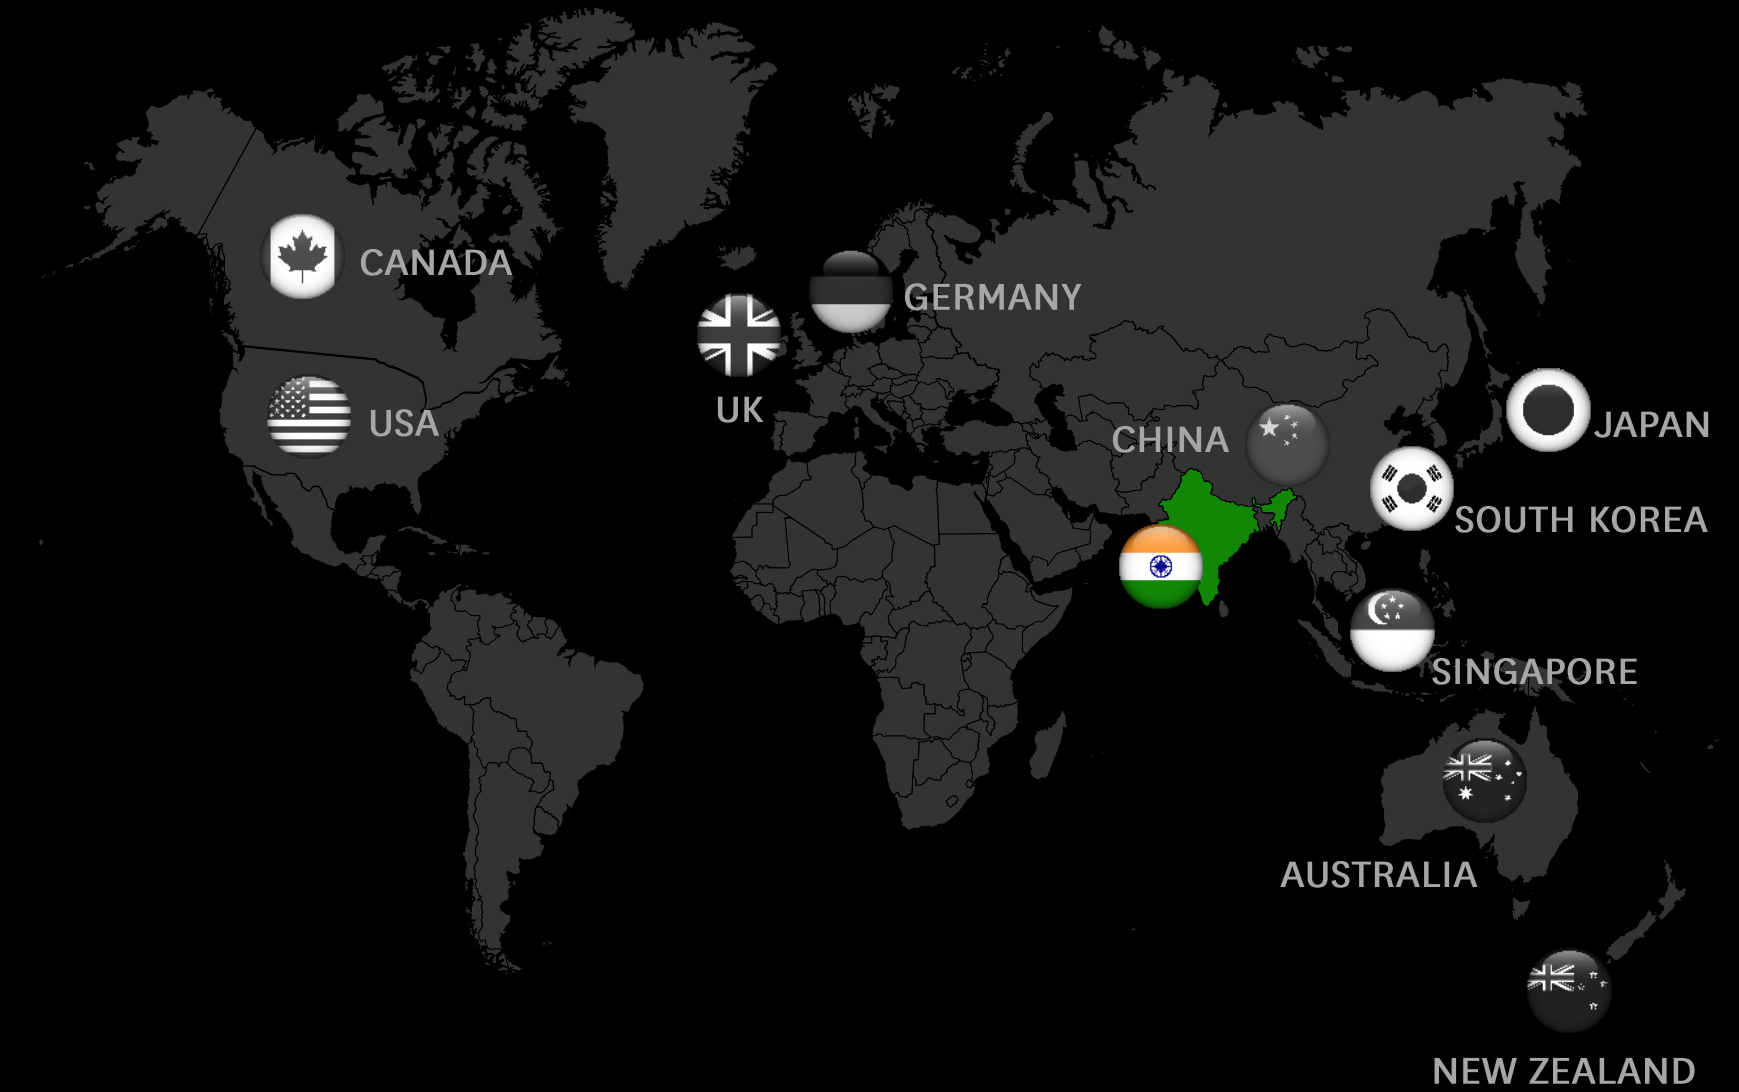 CANADA
GERMANY
UK
USA
JAPAN
CHINA
SOUTH KOREA
SINGAPORE
AUSTRALIA
NEW ZEALAND